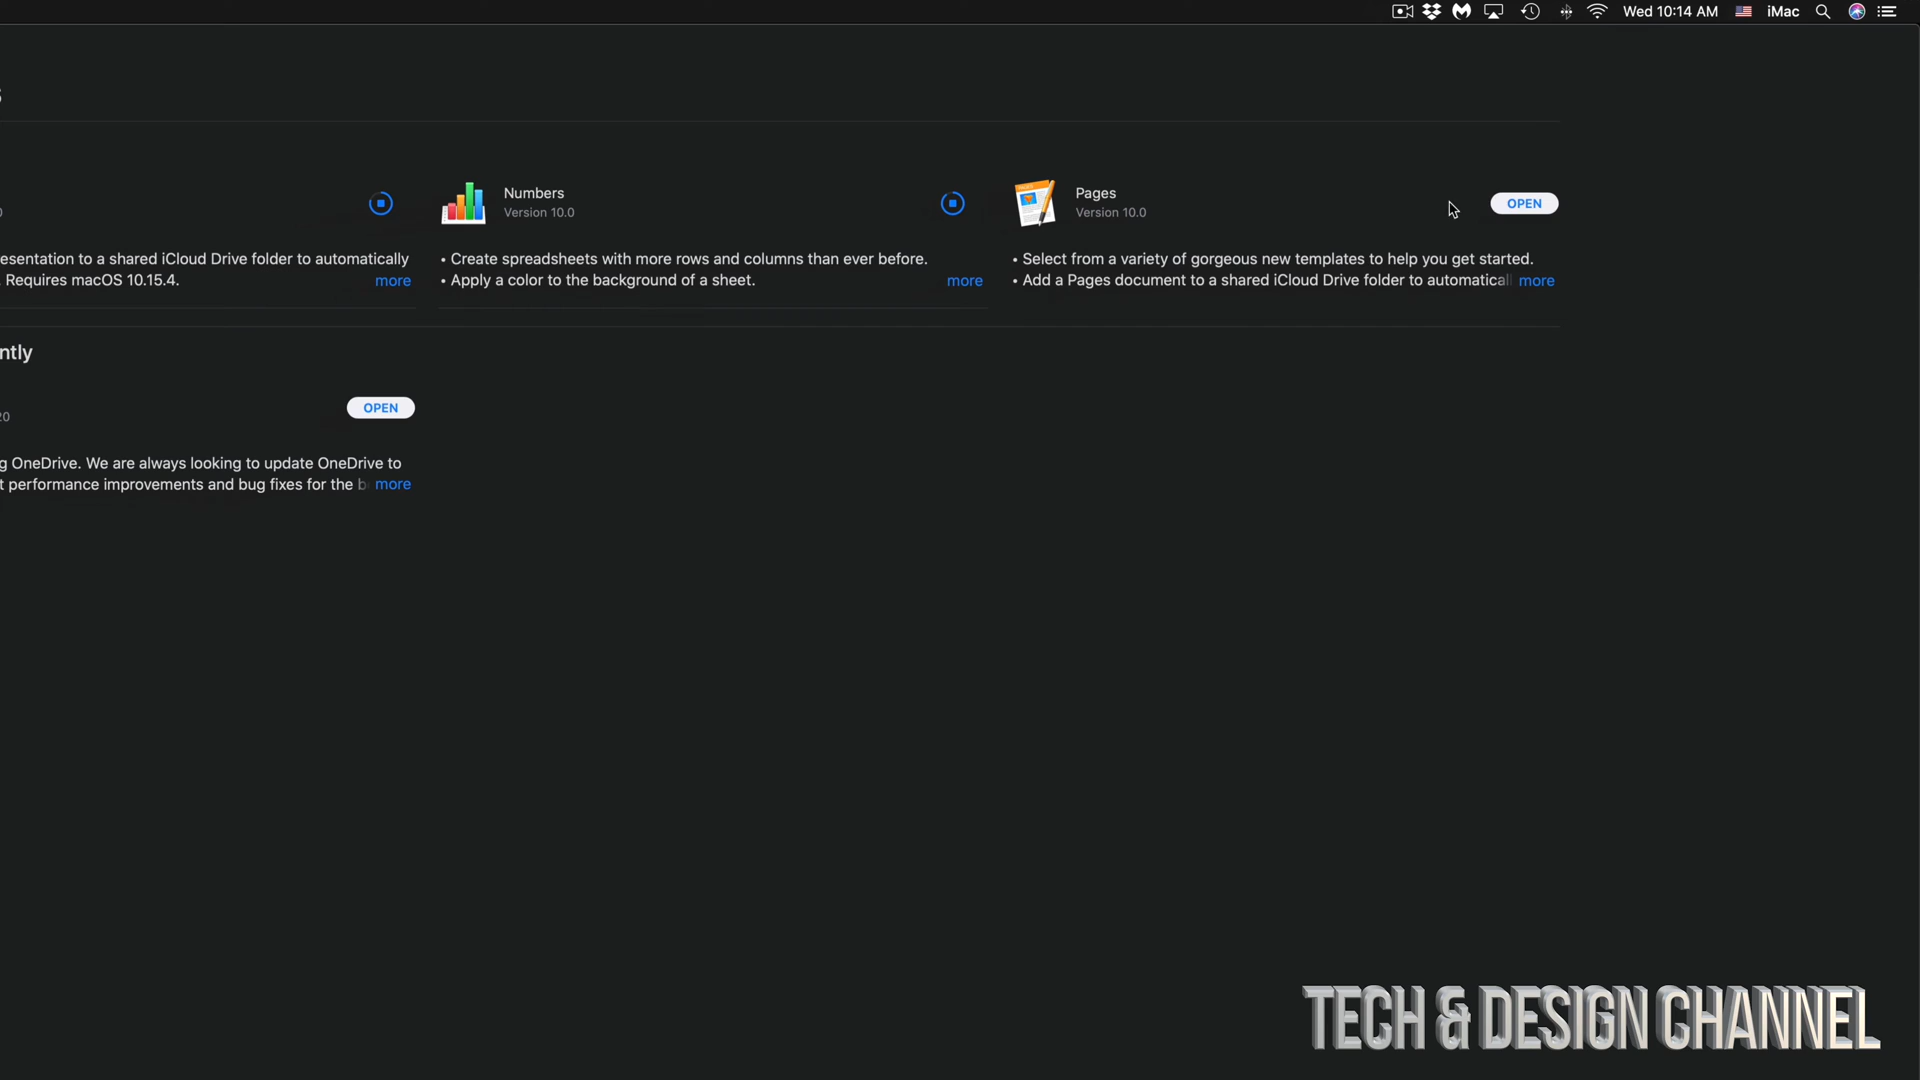 Wed 10:14 AM
iMac
s
Numbers
Version 10.0
Pages
Version 10.0
OPEN
0
esentation to a shared iCloud Drive folder to automatically
. Requires macOS 10.15.4.
more
• Create spreadsheets with more rows and columns than ever before.
• Apply a color to the background of a sheet.
more
• Select from a variety of gorgeous new templates to help you get started.
• Add a Pages document to a shared iCloud Drive folder to automaticall
more
ntly
OPEN
20
g OneDrive. We are always looking to update OneDrive to
t performance improvements and bug fixes for the b
more
TECH & DESIGN CHANNEL